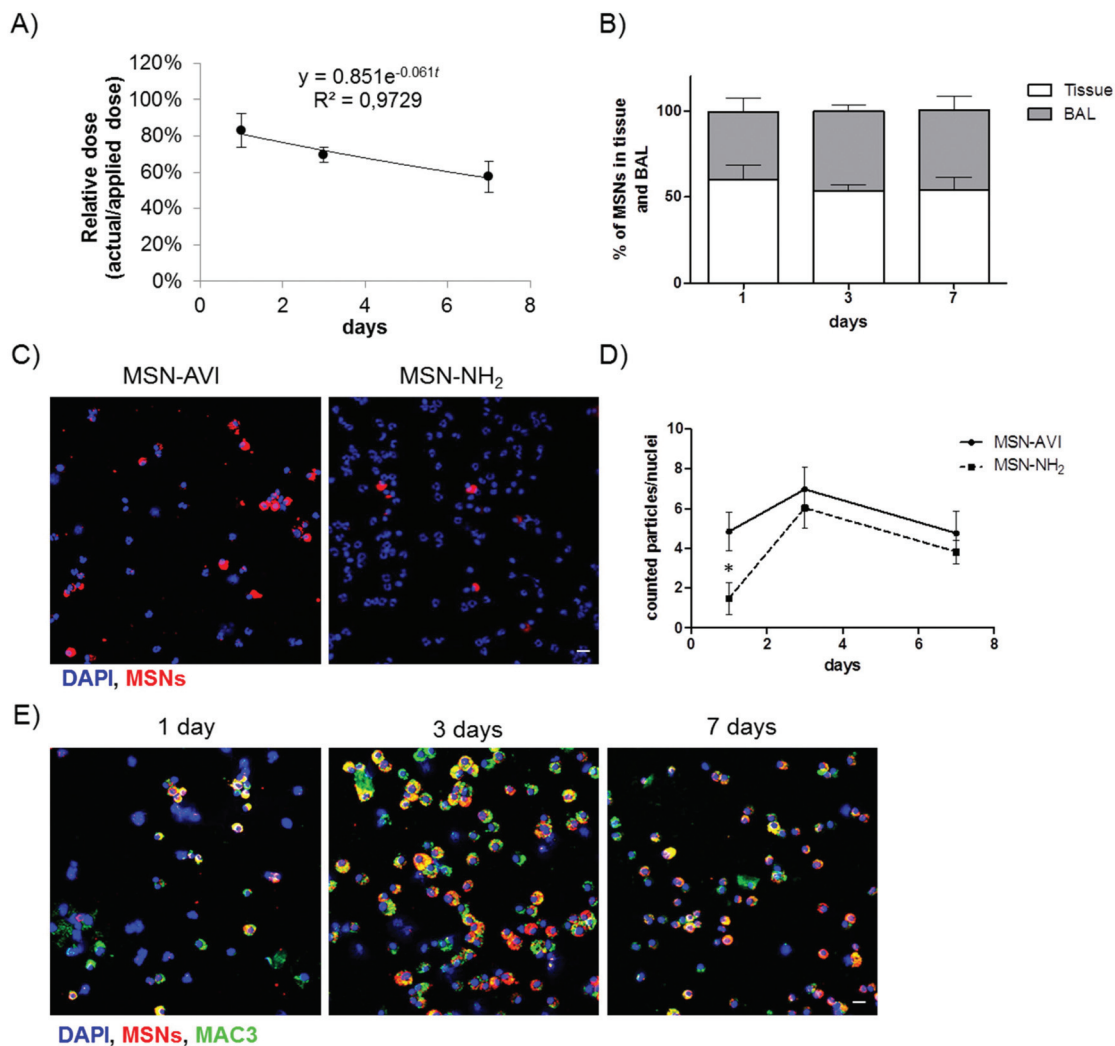 A)
120%
100%
80%
60%
40%
20%
0%
Relative dose
(actual/applied dose)
y = 0.851e^-0.061t
R² = 0,9729
0 2 4 6 8
days
B)
100
50
0
% of MSNs in tissue
and BAL
1 3 7
days
Tissue
BAL
C)
MSN-AVI MSN-NH₂
DAPI, MSNs
D)
10
8
6
4
2
0
counted particles/nuclei
*
0 2 4 6 8
days
MSN-AVI
MSN-NH₂
E)
1 day 3 days 7 days
DAPI, MSNs, MAC3